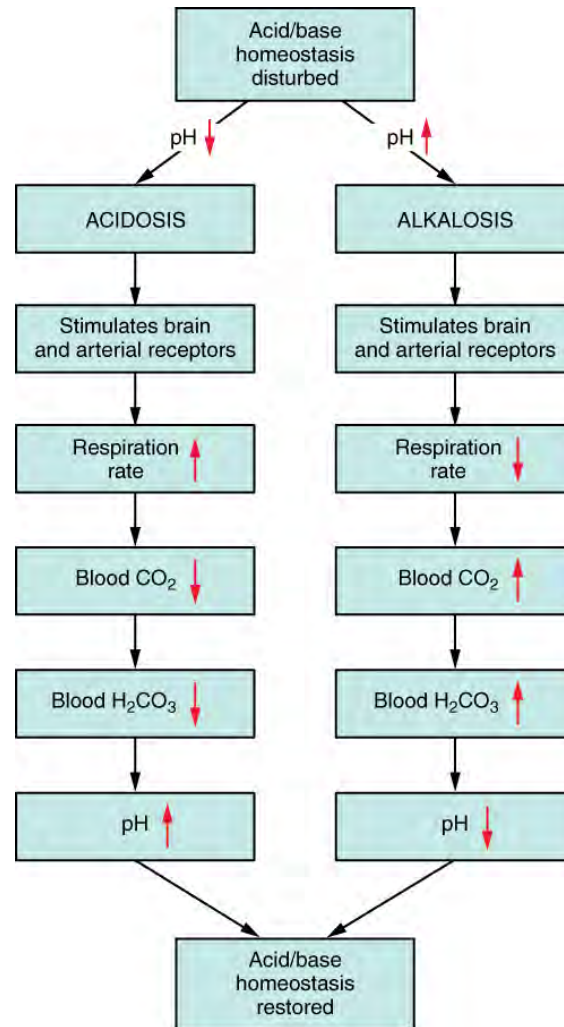 Acid/base
homeostasis
disturbed
pH ↓
pH ↑
ACIDOSIS
ALKALOSIS
Stimulates brain
and arterial receptors
Stimulates brain
and arterial receptors
Respiration
rate ↑
Respiration
rate ↓
Blood CO₂ ↓
Blood CO₂ ↑
Blood H₂CO₃ ↓
Blood H₂CO₃ ↑
pH ↑
pH ↓
Acid/base
homeostasis
restored